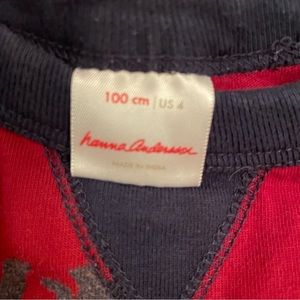 100 cm | US 4
hanna andersson
MADE IN INDIA